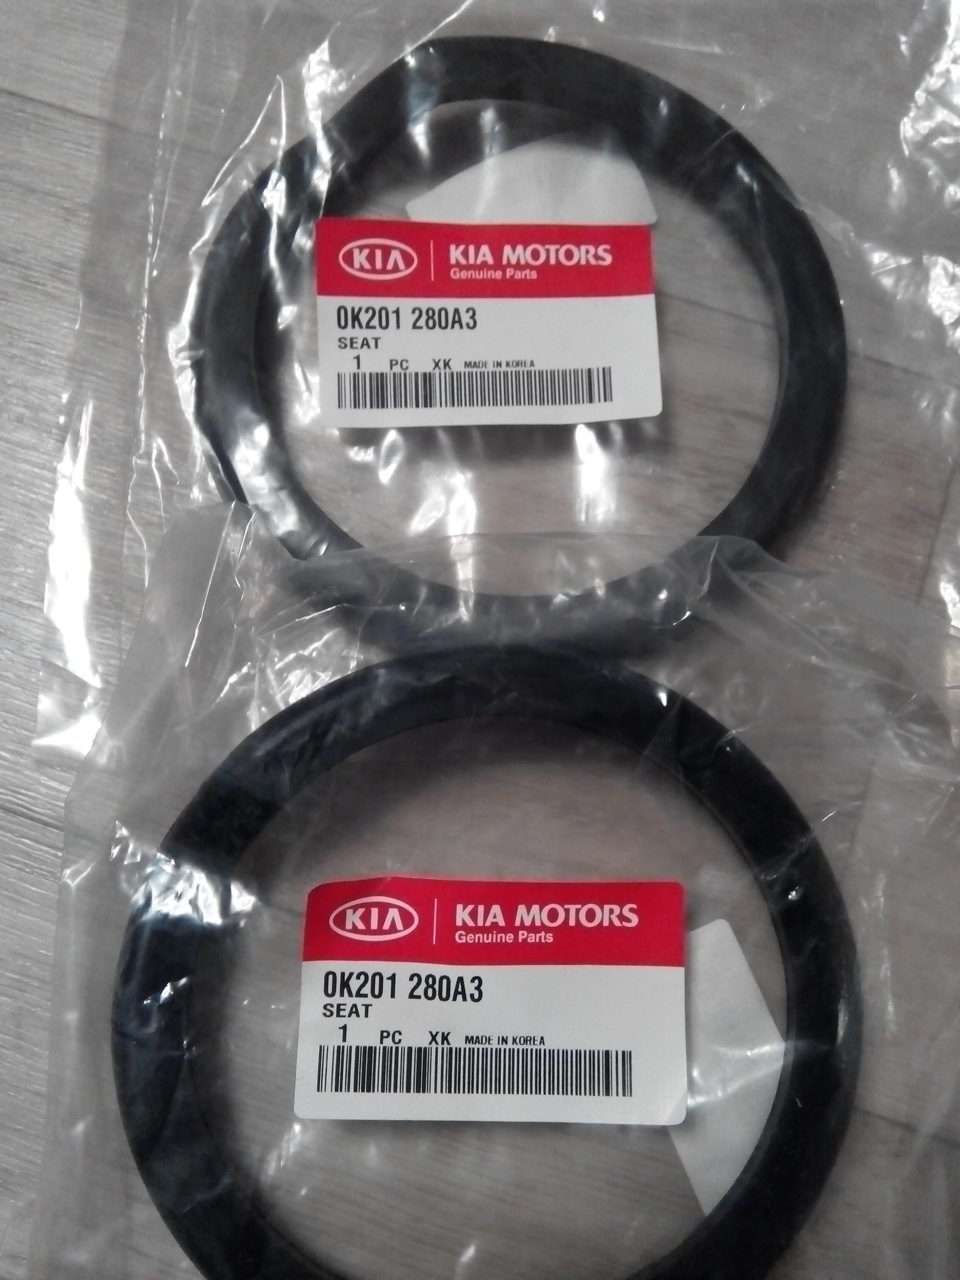 KIA
KIA MOTORS
Genuine Parts
0K201 280A3
SEAT
1 PC XK MADE IN KOREA
KIA
KIA MOTORS
Genuine Parts
0K201 280A3
SEAT
1 PC XK MADE IN KOREA